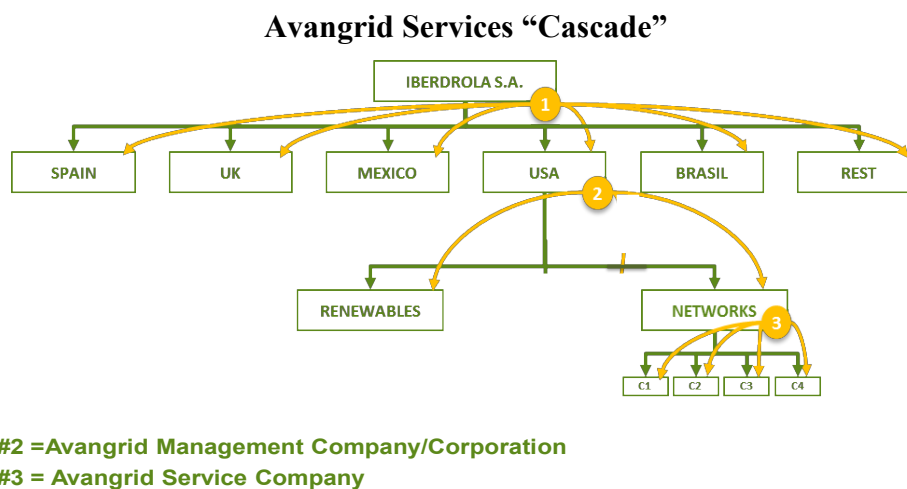 Avangrid Services “Cascade”
IBERDROLA S.A.
1
SPAIN UK MEXICO USA BRASIL REST
2
RENEWABLES NETWORKS
3
C1 C2 C3 C4
#2 =Avangrid Management Company/Corporation
#3 = Avangrid Service Company